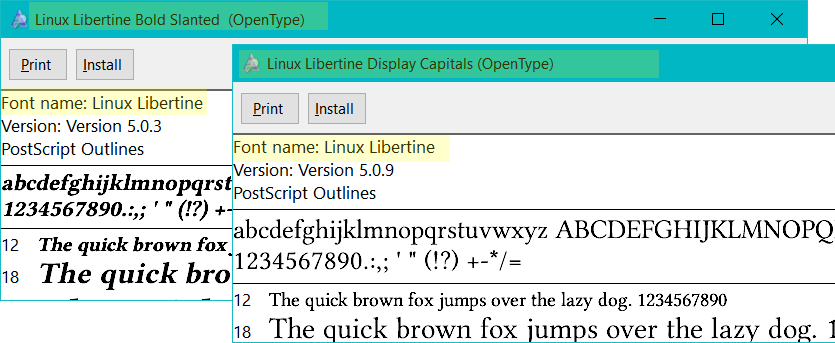 Linux Libertine Bold Slanted (OpenType)
Print Install
Font name: Linux Libertine
Version: Version 5.0.3
PostScript Outlines
abcdefghijklmnopqrst
1234567890.:,; ' " (!?) +-
12 The quick brown fox
18 The quick bro
Linux Libertine Display Capitals (OpenType)
Print Install
Font name: Linux Libertine
Version: Version 5.0.9
PostScript Outlines
abcdefghijklmnopqrstuvwxyz ABCDEFGHIJKLMNOPQ
1234567890.:,; ' " (!?) +-*/=
12 The quick brown fox jumps over the lazy dog. 1234567890
18 The quick brown fox jumps over the lazy dog. 1